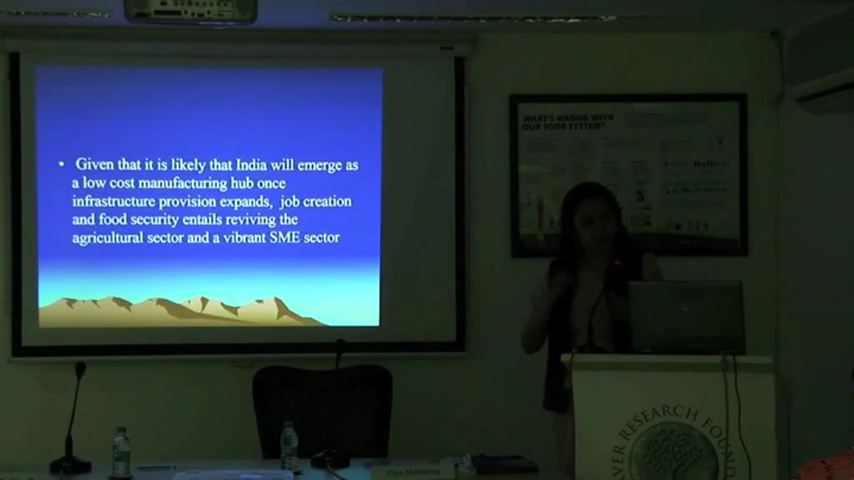 • Given that it is likely that India will emerge as
a low cost manufacturing hub once
infrastructure provision expands, job creation
and food security entails reviving the
agricultural sector and a vibrant SME sector
WHAT'S WRONG WITH
OUR FOOD SYSTEM?
VER RESEARCH FOUND